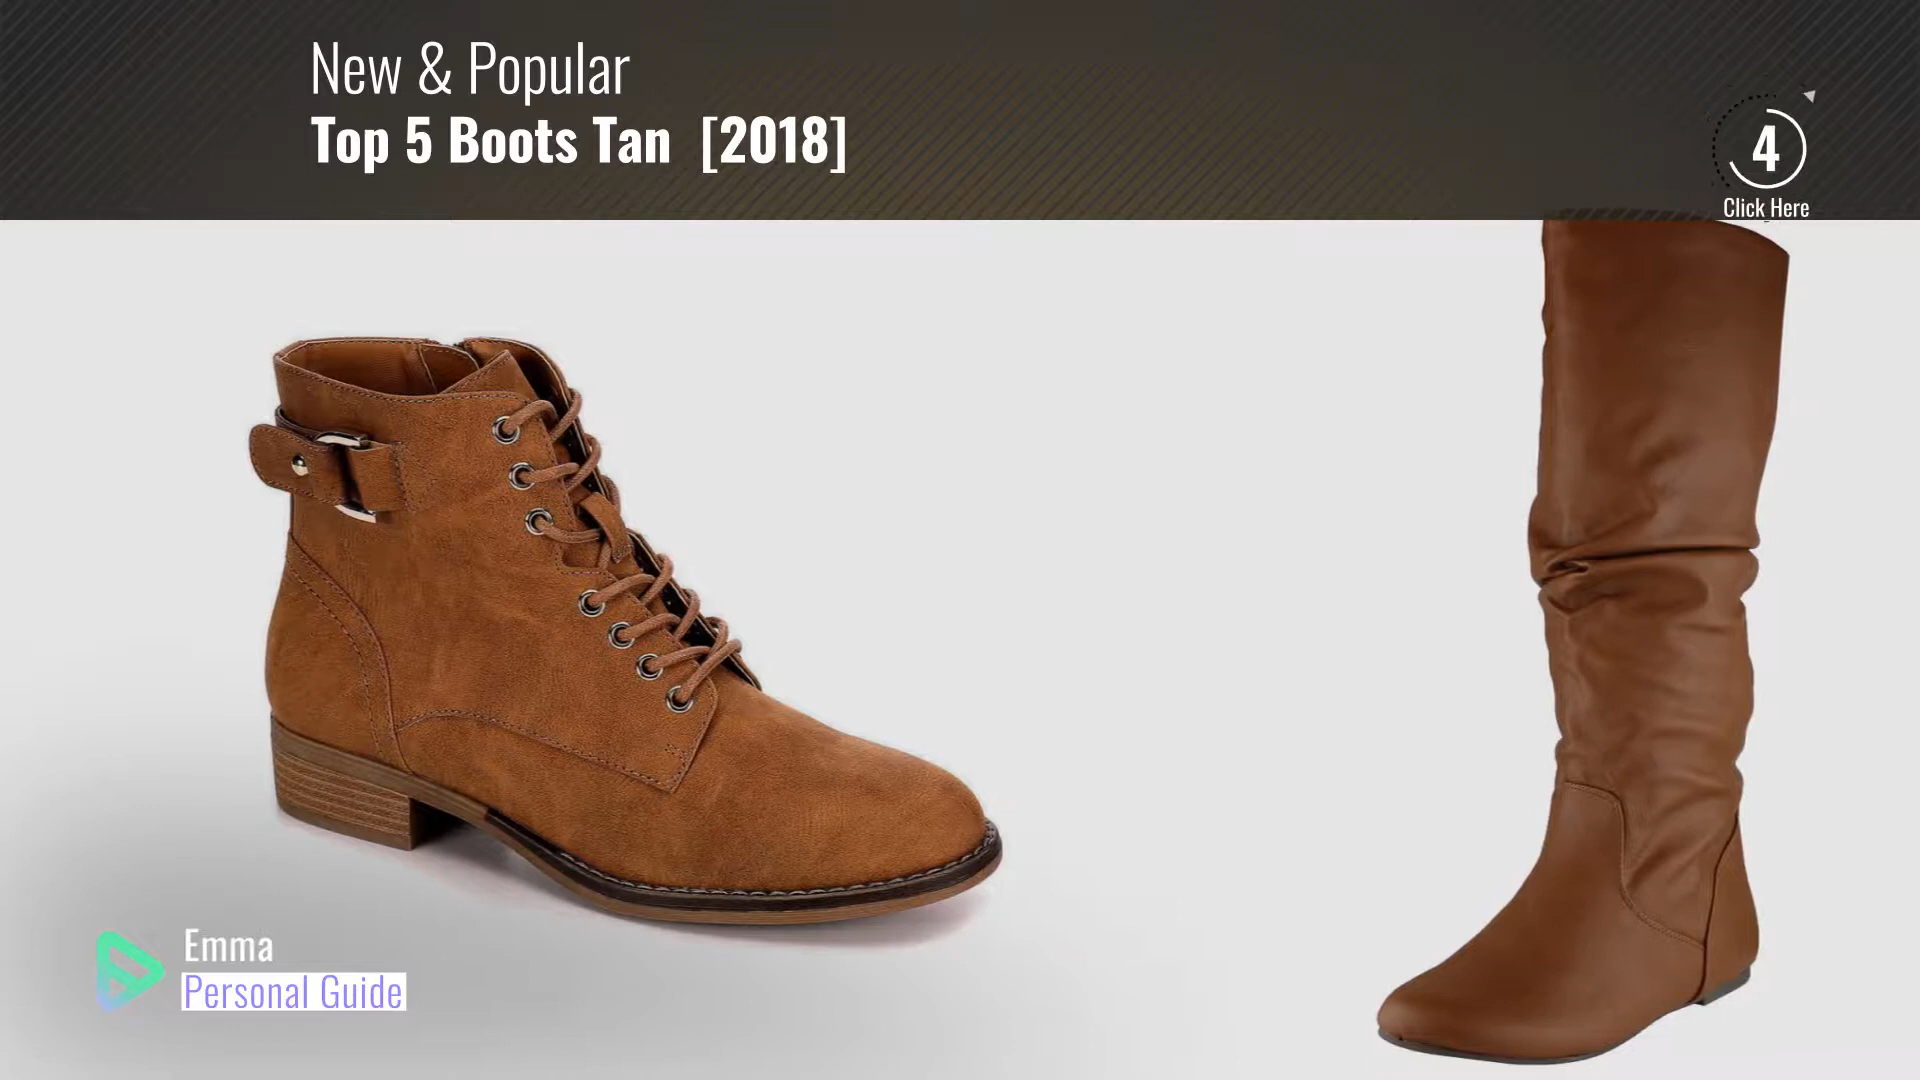 New & Popular
Top 5 Boots Tan [2018]
4
Click Here
Emma
Personal Guide